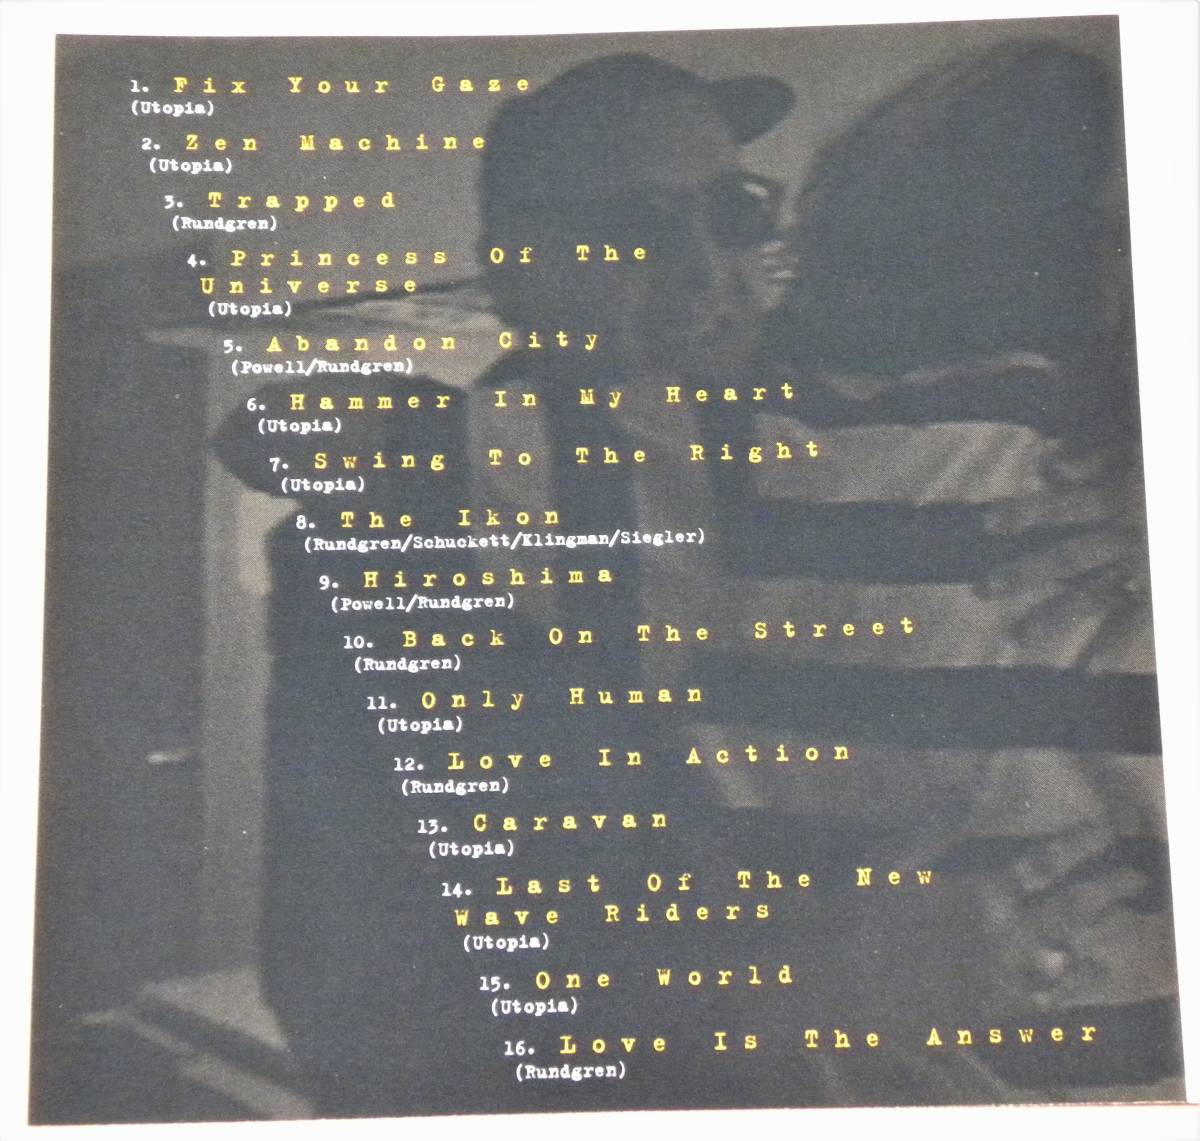 1. Fix Your Gaze
(Utopia)
2. Zen Machine
(Utopia)
3. Trapped
(Rundgren)
4. Princess Of The
Universe
(Utopia)
5. Abandon City
(Powell/Rundgren)
6. Hammer In My Heart
(Utopia)
7. Swing To The Right
(Utopia)
8. The Ikon
(Rundgren/Schuckett/Klingman/Siegler)
9. Hiroshima
(Powell/Rundgren)
10. Back On The Street
(Rundgren)
11. Only Human
(Utopia)
12. Love In Action
(Rundgren)
13. Caravan
(Utopia)
14. Last Of The New
Wave Riders
(Utopia)
15. One World
(Utopia)
16. Love Is The Answer
(Rundgren)